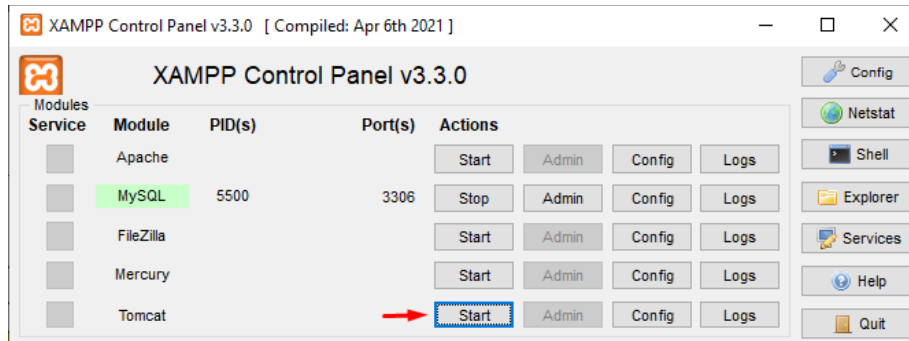 XAMPP Control Panel v3.3.0 [ Compiled: Apr 6th 2021 ]
XAMPP Control Panel v3.3.0
Config
Modules
Netstat
Service Module PID(s) Port(s) Actions
Apache Start Admin Config Logs
Shell
MySQL 5500 3306 Stop Admin Config Logs
Explorer
FileZilla Start Admin Config Logs
Services
Mercury Start Admin Config Logs
Help
Tomcat Start Admin Config Logs
Quit